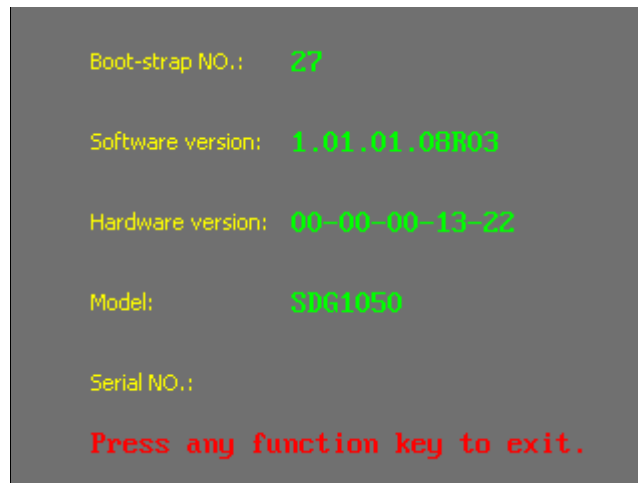 Boot-strap NO.: 27
Software version: 1.01.01.08R03
Hardware version: 00-00-00-13-22
Model: SDG1050
Serial NO.:
Press any function key to exit.